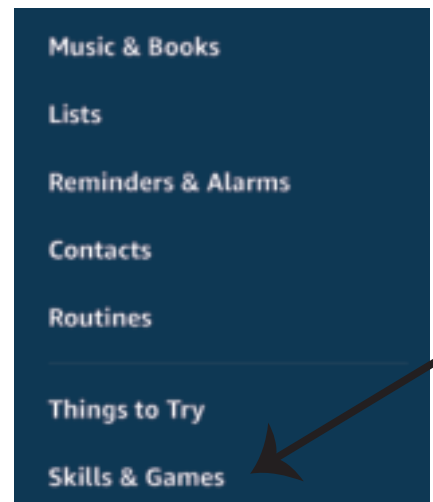 Music & Books
Lists
Reminders & Alarms
Contacts
Routines
Things to Try
Skills & Games